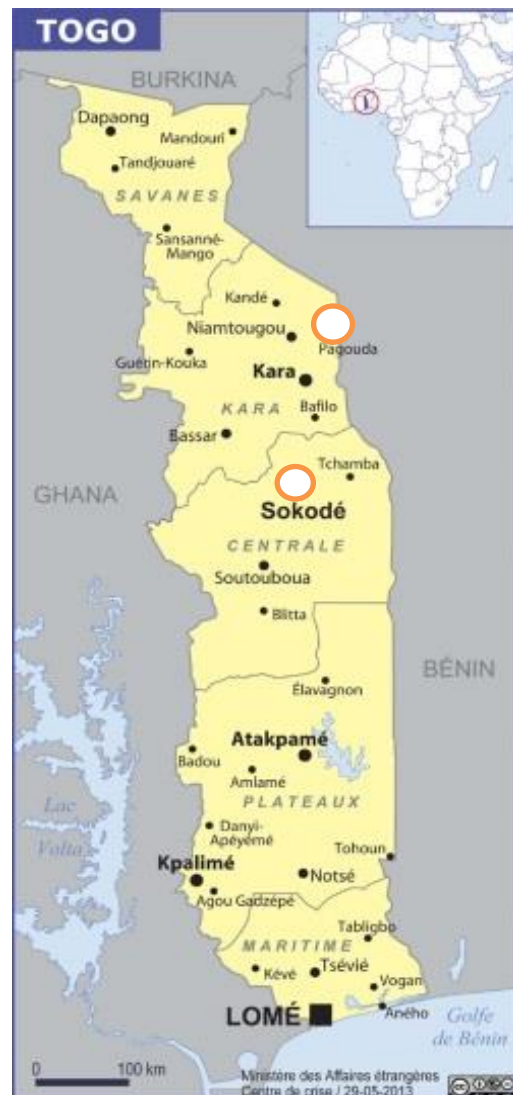 TOGO
BURKINA
Dapaong
Mandouri
Tandjouaré
SAVANES
Sansanné-
Mango
Kandé
Niamtougou
Pagouda
Guérin-Kouka
Kara
KARA
Bafilo
Bassar
Tchamba
GHANA
Sokodé
CENTRALE
Soutouboua
Blitta
BÉNIN
Élavagnon
Atakpamé
Badou
Amlamé
PLATEAUX
Lac
Volta
Danyi-
Apéyémé
Tohoun
Kpalimé
Notsé
Agou Gadzépé
Tabligbo
MARITIME
Kévé
Tsévié
Vogan
LOMÉ
Aného
Golfe
de Bénin
0 100 km
Ministère des Affaires étrangères
Centre de crise / 29-05-2013